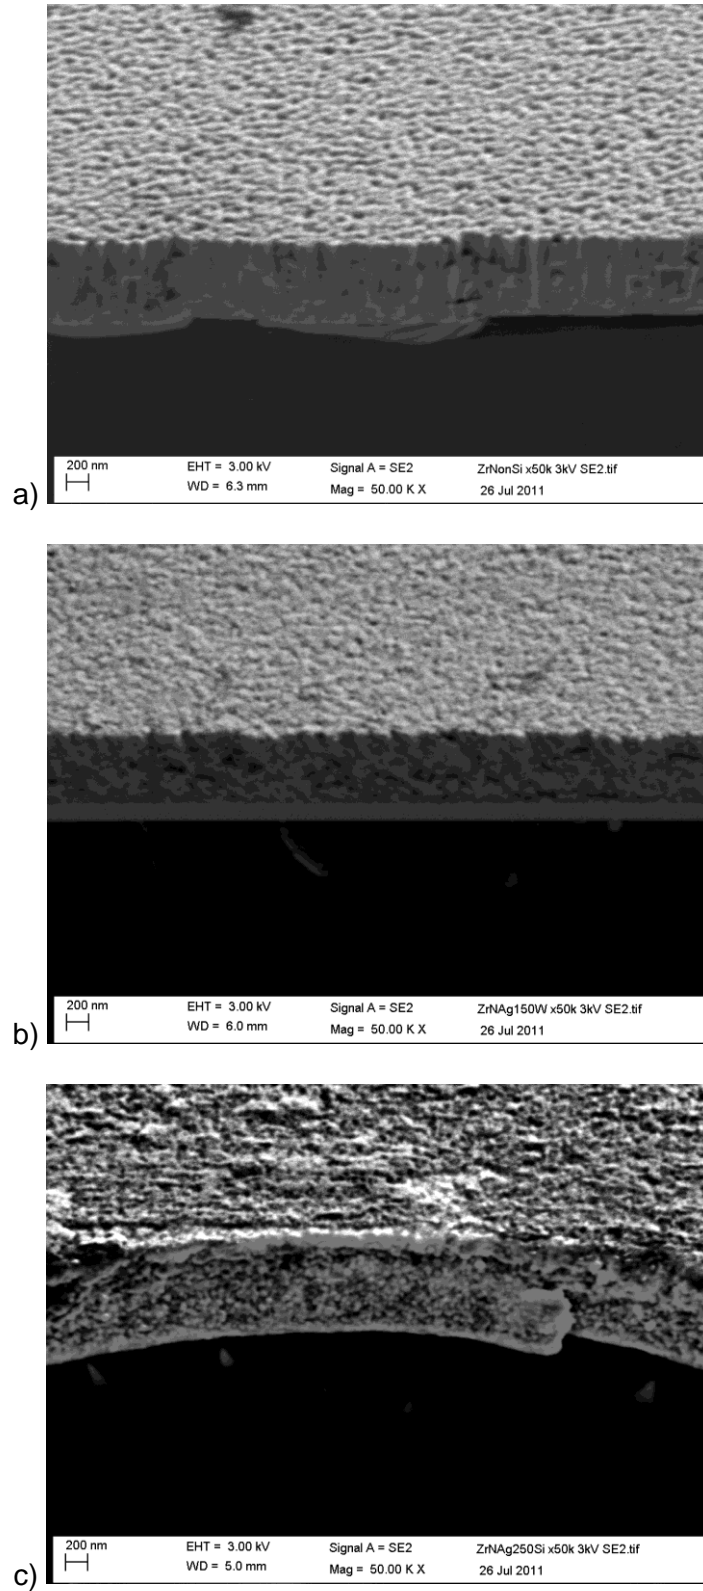 200 nm EHT = 3.00 kV Signal A = SE2 ZrNonSi x50k 3kV SE2.tif
WD = 6.3 mm Mag = 50.00 K X 26 Jul 2011
a)
200 nm EHT = 3.00 kV Signal A = SE2 ZrNAg150W x50k 3kV SE2.tif
WD = 6.0 mm Mag = 50.00 K X 26 Jul 2011
b)
200 nm EHT = 3.00 kV Signal A = SE2 ZrNAg250Si x50k 3kV SE2.tif
WD = 5.0 mm Mag = 50.00 K X 26 Jul 2011
c)